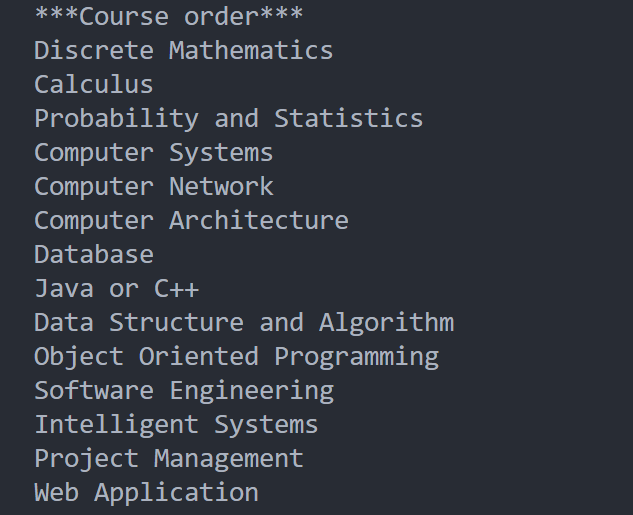 ***Course order***
Discrete Mathematics
Calculus
Probability and Statistics
Computer Systems
Computer Network
Computer Architecture
Database
Java or C++
Data Structure and Algorithm
Object Oriented Programming
Software Engineering
Intelligent Systems
Project Management
Web Application